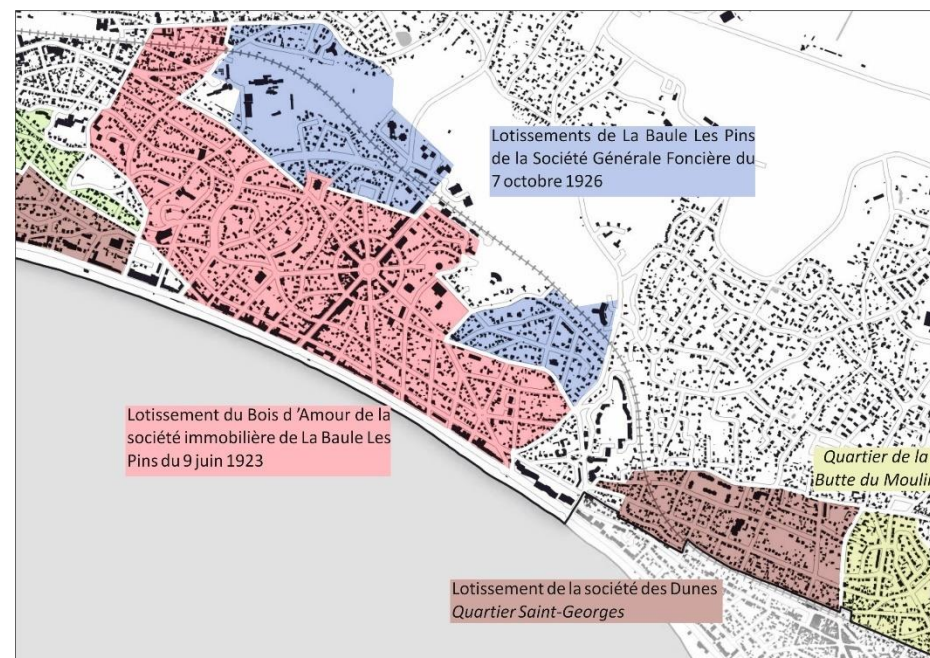 Lotissements de La Baule Les Pins
de la Société Générale Foncière du
7 octobre 1926
Lotissement du Bois d ’Amour de la
société immobilière de La Baule Les
Pins du 9 juin 1923
Quartier de la
Butte du Moulin
Lotissement de la société des Dunes
Quartier Saint-Georges